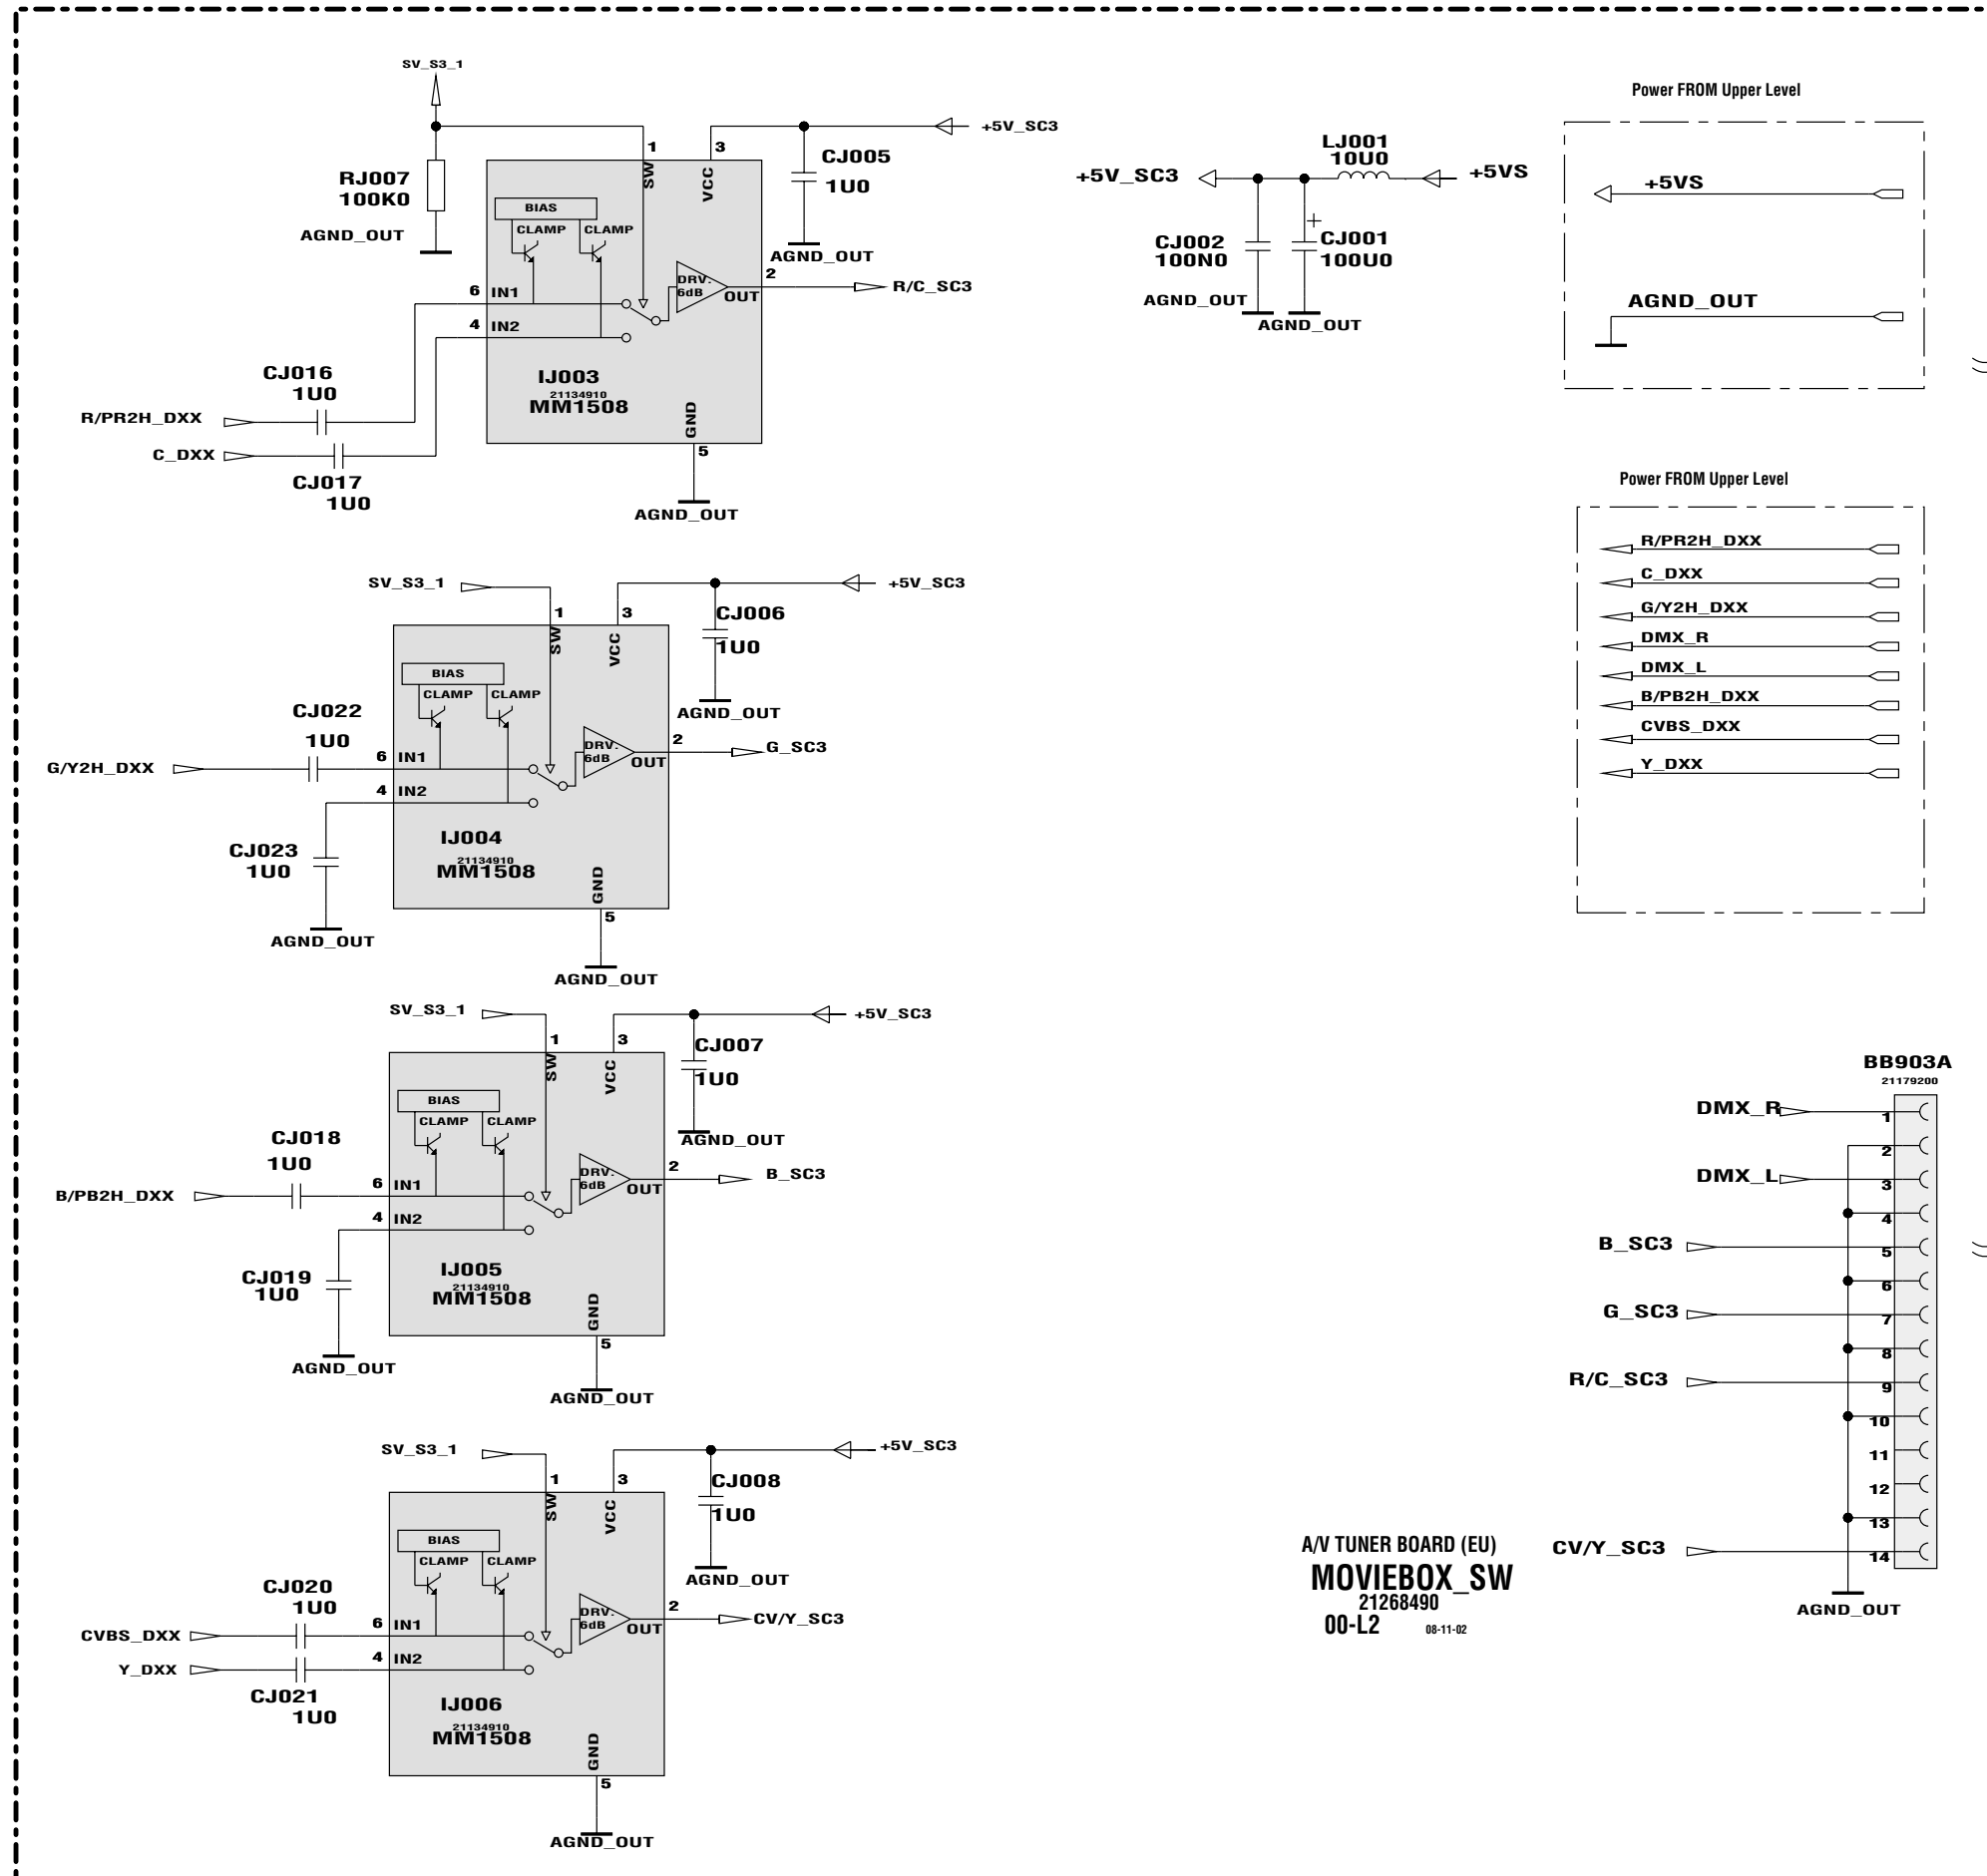 SV_S3_1
RJ007
100K0
AGND_OUT
1
3
SW
VCC
+5V_SC3
CJ005
1U0
AGND_OUT
BIAS
CLAMP CLAMP
6 IN1
4 IN2
DRV.
6dB
OUT
2
R/C_SC3
IJ003
21134910
MM1508
GND
5
AGND_OUT
CJ016
1U0
R/PR2H_DXX
C_DXX
CJ017
1U0
SV_S3_1
1
3
SW
VCC
+5V_SC3
CJ006
1U0
AGND_OUT
BIAS
CLAMP CLAMP
CJ022
1U0
G/Y2H_DXX
6 IN1
4 IN2
DRV.
6dB
OUT
2
G_SC3
CJ023
1U0
AGND_OUT
IJ004
21134910
MM1508
GND
5
AGND_OUT
SV_S3_1
1
3
SW
VCC
+5V_SC3
CJ007
1U0
AGND_OUT
BIAS
CLAMP CLAMP
CJ018
1U0
B/PB2H_DXX
6 IN1
4 IN2
DRV.
6dB
OUT
2
B_SC3
CJ019
1U0
AGND_OUT
IJ005
21134910
MM1508
GND
5
AGND_OUT
SV_S3_1
1
3
SW
VCC
+5V_SC3
CJ008
1U0
AGND_OUT
BIAS
CLAMP CLAMP
CJ020
1U0
CVBS_DXX
Y_DXX
CJ021
1U0
6 IN1
4 IN2
DRV.
6dB
OUT
2
CV/Y_SC3
IJ006
21134910
MM1508
GND
5
AGND_OUT
+5V_SC3
LJ001
10U0
+5VS
CJ002
100N0
AGND_OUT
+
CJ001
100U0
AGND_OUT
Power FROM Upper Level
+5VS
AGND_OUT
Power FROM Upper Level
R/PR2H_DXX
C_DXX
G/Y2H_DXX
DMX_R
DMX_L
B/PB2H_DXX
CVBS_DXX
Y_DXX
BB903A
21179200
DMX_R 1
2
DMX_L 3
4
B_SC3 5
6
G_SC3 7
8
R/C_SC3 9
10
11
12
13
CV/Y_SC3 14
AGND_OUT
A/V TUNER BOARD (EU)
MOVIEBOX_SW
21268490
00-L2 08-11-02